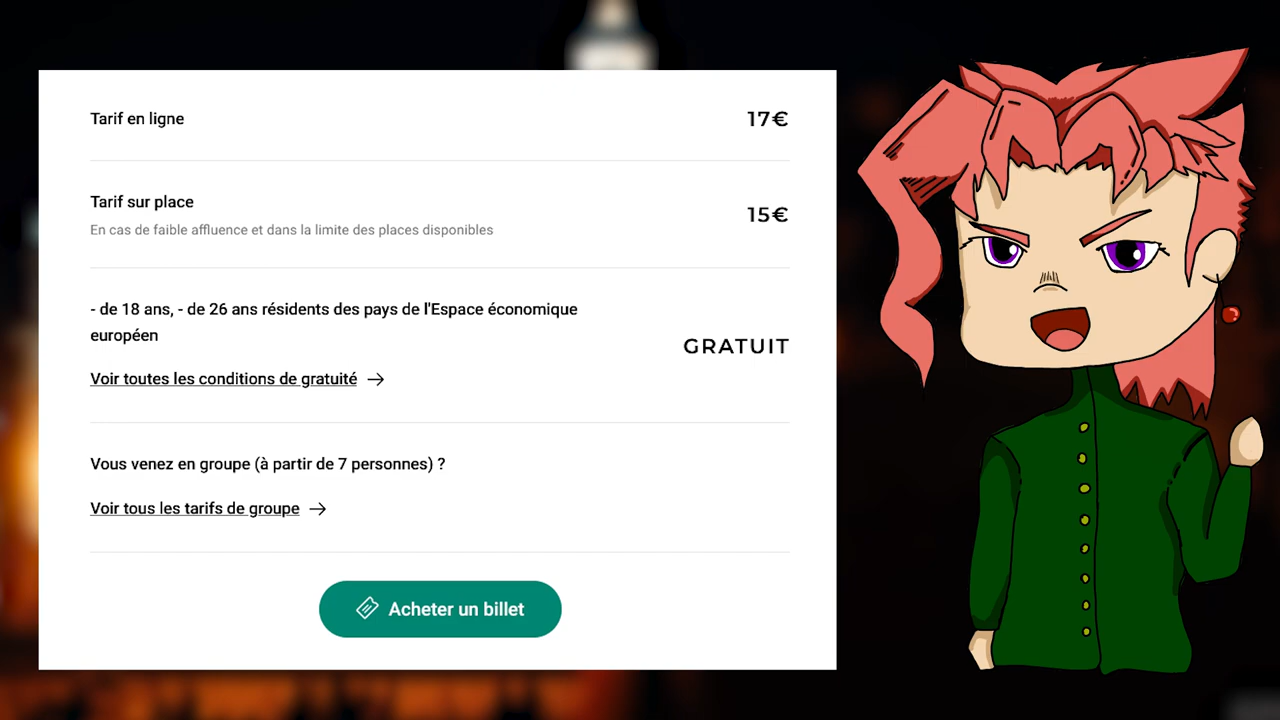 Tarif en ligne
17€
Tarif sur place
15€
En cas de faible affluence et dans la limite des places disponibles
- de 18 ans, - de 26 ans résidents des pays de l'Espace économique
européen
GRATUIT
Voir toutes les conditions de gratuité →
Vous venez en groupe (à partir de 7 personnes) ?
Voir tous les tarifs de groupe →
Acheter un billet